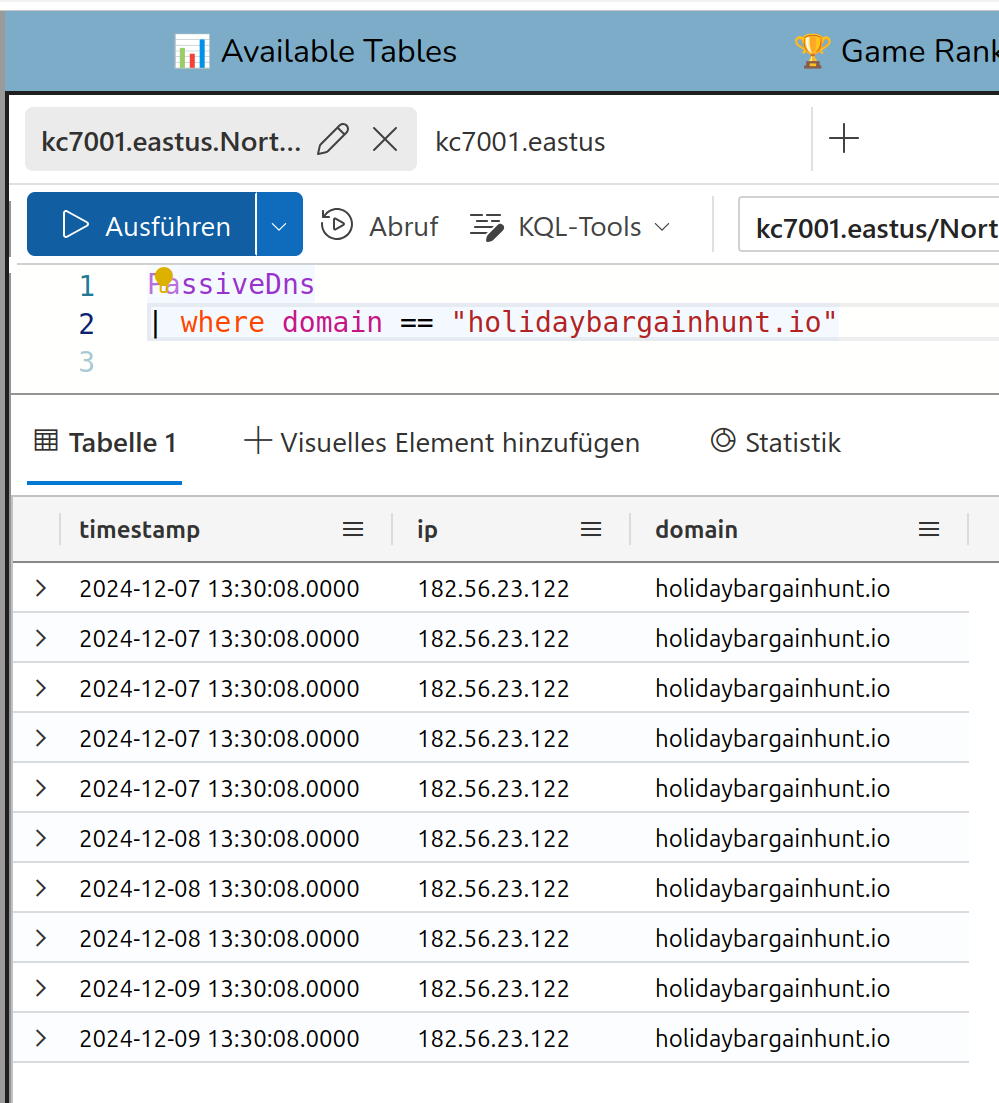 📊 Available Tables 🏆 Game Rank
kc7001.eastus.Nort... kc7001.eastus
Ausführen Abruf KQL-Tools kc7001.eastus/Nort
1 PassiveDns
2 | where domain == "holidaybargainhunt.io"
3
Tabelle 1 Visuelles Element hinzufügen Statistik
timestamp ip domain
2024-12-07 13:30:08.0000 182.56.23.122 holidaybargainhunt.io
2024-12-07 13:30:08.0000 182.56.23.122 holidaybargainhunt.io
2024-12-07 13:30:08.0000 182.56.23.122 holidaybargainhunt.io
2024-12-07 13:30:08.0000 182.56.23.122 holidaybargainhunt.io
2024-12-07 13:30:08.0000 182.56.23.122 holidaybargainhunt.io
2024-12-08 13:30:08.0000 182.56.23.122 holidaybargainhunt.io
2024-12-08 13:30:08.0000 182.56.23.122 holidaybargainhunt.io
2024-12-08 13:30:08.0000 182.56.23.122 holidaybargainhunt.io
2024-12-09 13:30:08.0000 182.56.23.122 holidaybargainhunt.io
2024-12-09 13:30:08.0000 182.56.23.122 holidaybargainhunt.io